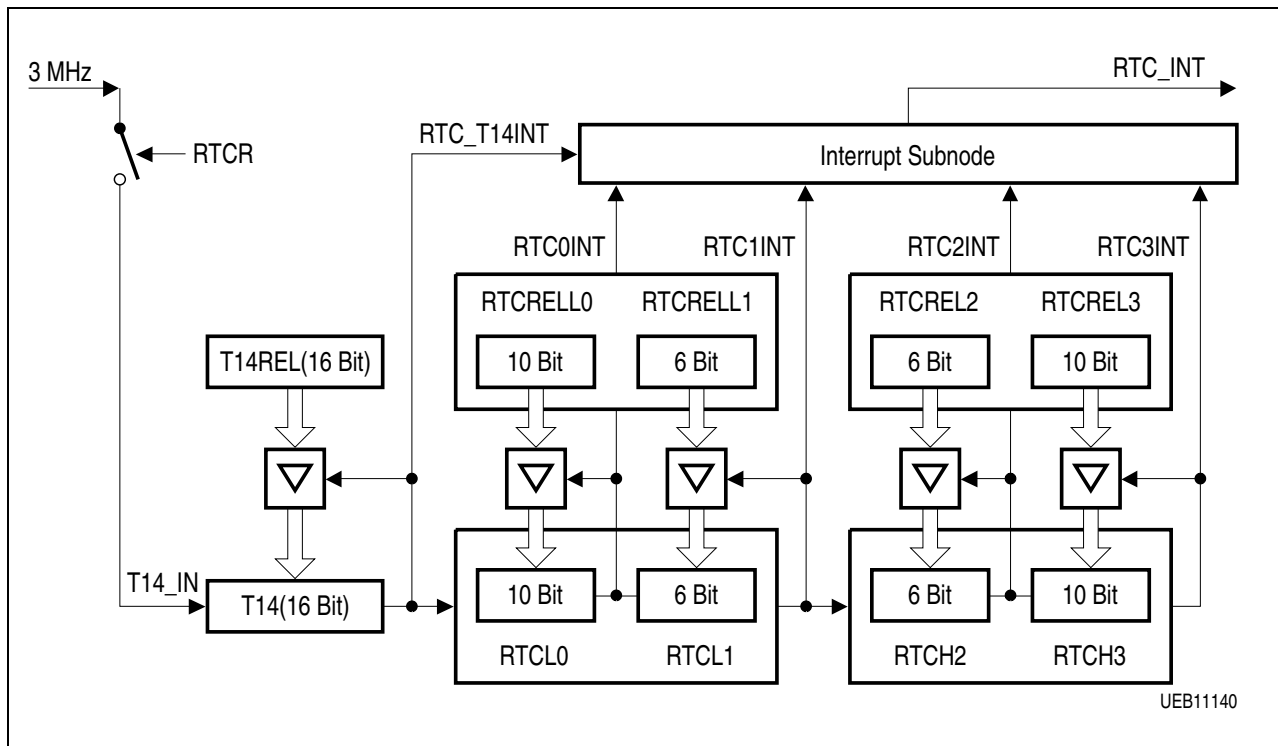 3 MHz
RTC_INT
RTC_T14INT
Interrupt Subnode
RTCR
RTC0INT
RTC1INT
RTC2INT
RTC3INT
RTCRELL0
RTCRELL1
RTCREL2
RTCREL3
T14REL(16 Bit)
10 Bit
6 Bit
6 Bit
10 Bit
T14_IN
T14(16 Bit)
10 Bit
6 Bit
6 Bit
10 Bit
RTCL0
RTCL1
RTCH2
RTCH3
UEB11140